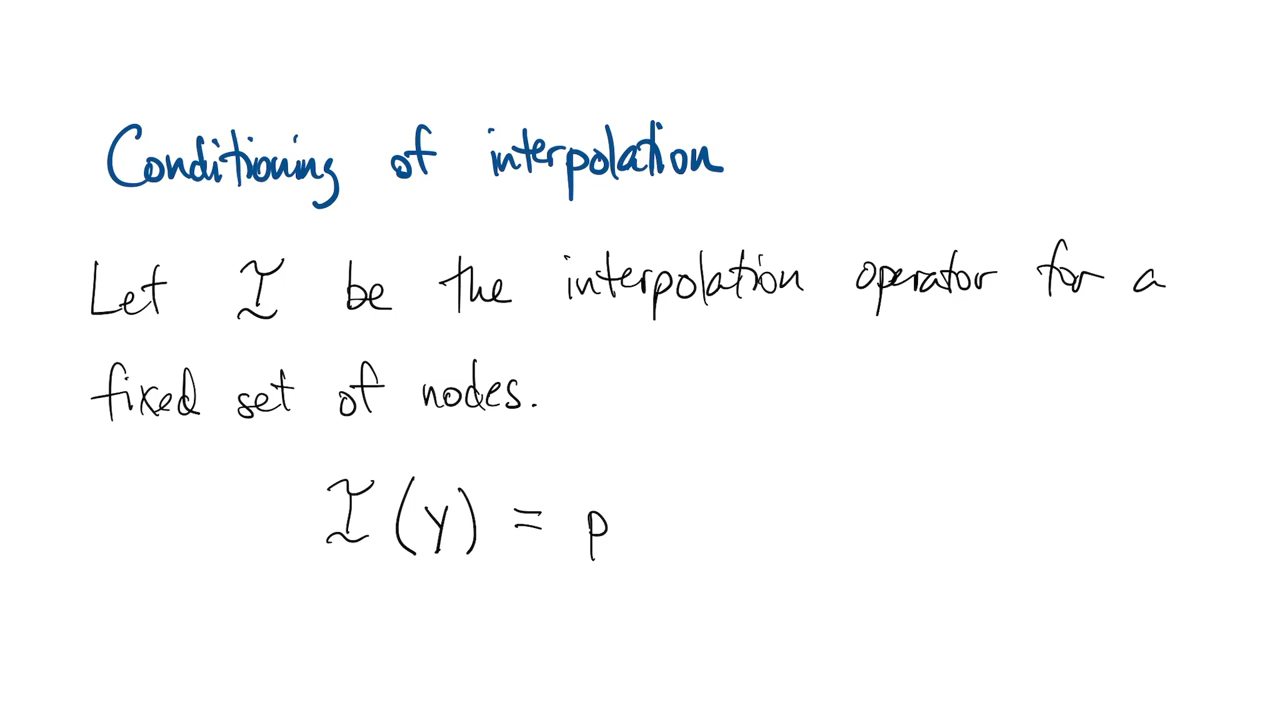 Conditioning of interpolation
Let I be the interpolation operator for a
fixed set of nodes.
I(y) = p